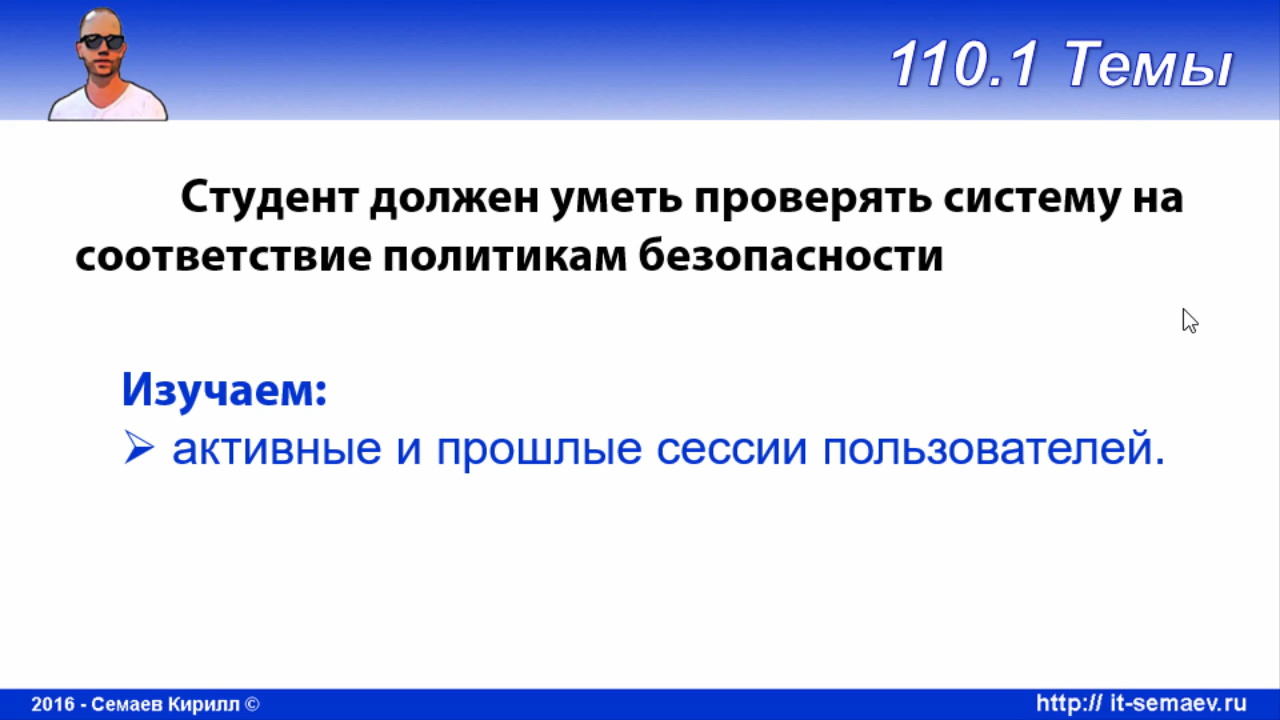 110.1 Темы
Студент должен уметь проверять систему на
соответствие политикам безопасности
Изучаем:
➢ активные и прошлые сессии пользователей.
2016 - Семаев Кирилл ©
http:// it-semaev.ru